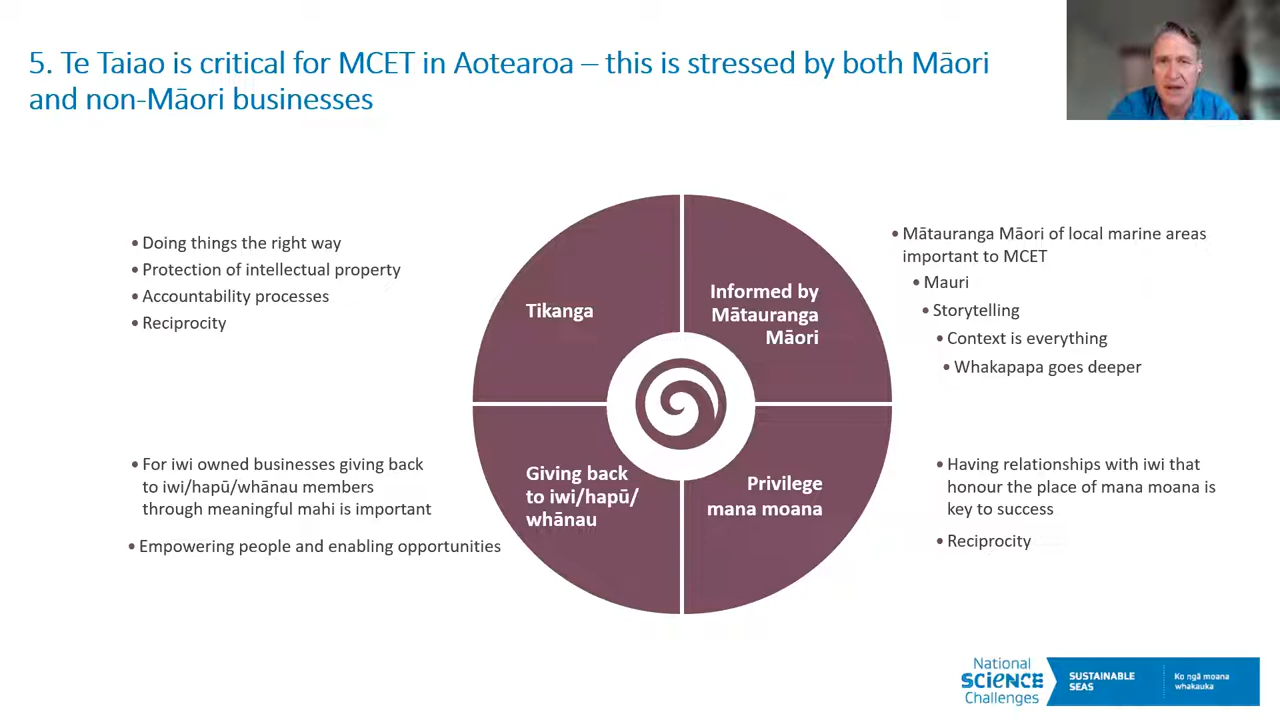 5. Te Taiao is critical for MCET in Aotearoa – this is stressed by both Māori
and non-Māori businesses
• Doing things the right way
• Protection of intellectual property
• Accountability processes
• Reciprocity
Tikanga
Informed by
Mātauranga
Māori
• Mātauranga Māori of local marine areas
important to MCET
• Mauri
• Storytelling
• Context is everything
• Whakapapa goes deeper
• For iwi owned businesses giving back
to iwi/hapū/whānau members
through meaningful mahi is important
• Empowering people and enabling opportunities
Giving back
to iwi/hapū/
whānau
Privilege
mana moana
• Having relationships with iwi that
honour the place of mana moana is
key to success
• Reciprocity
National
SCIENCE
Challenges
SUSTAINABLE
SEAS
Ko ngā moana
whakauka